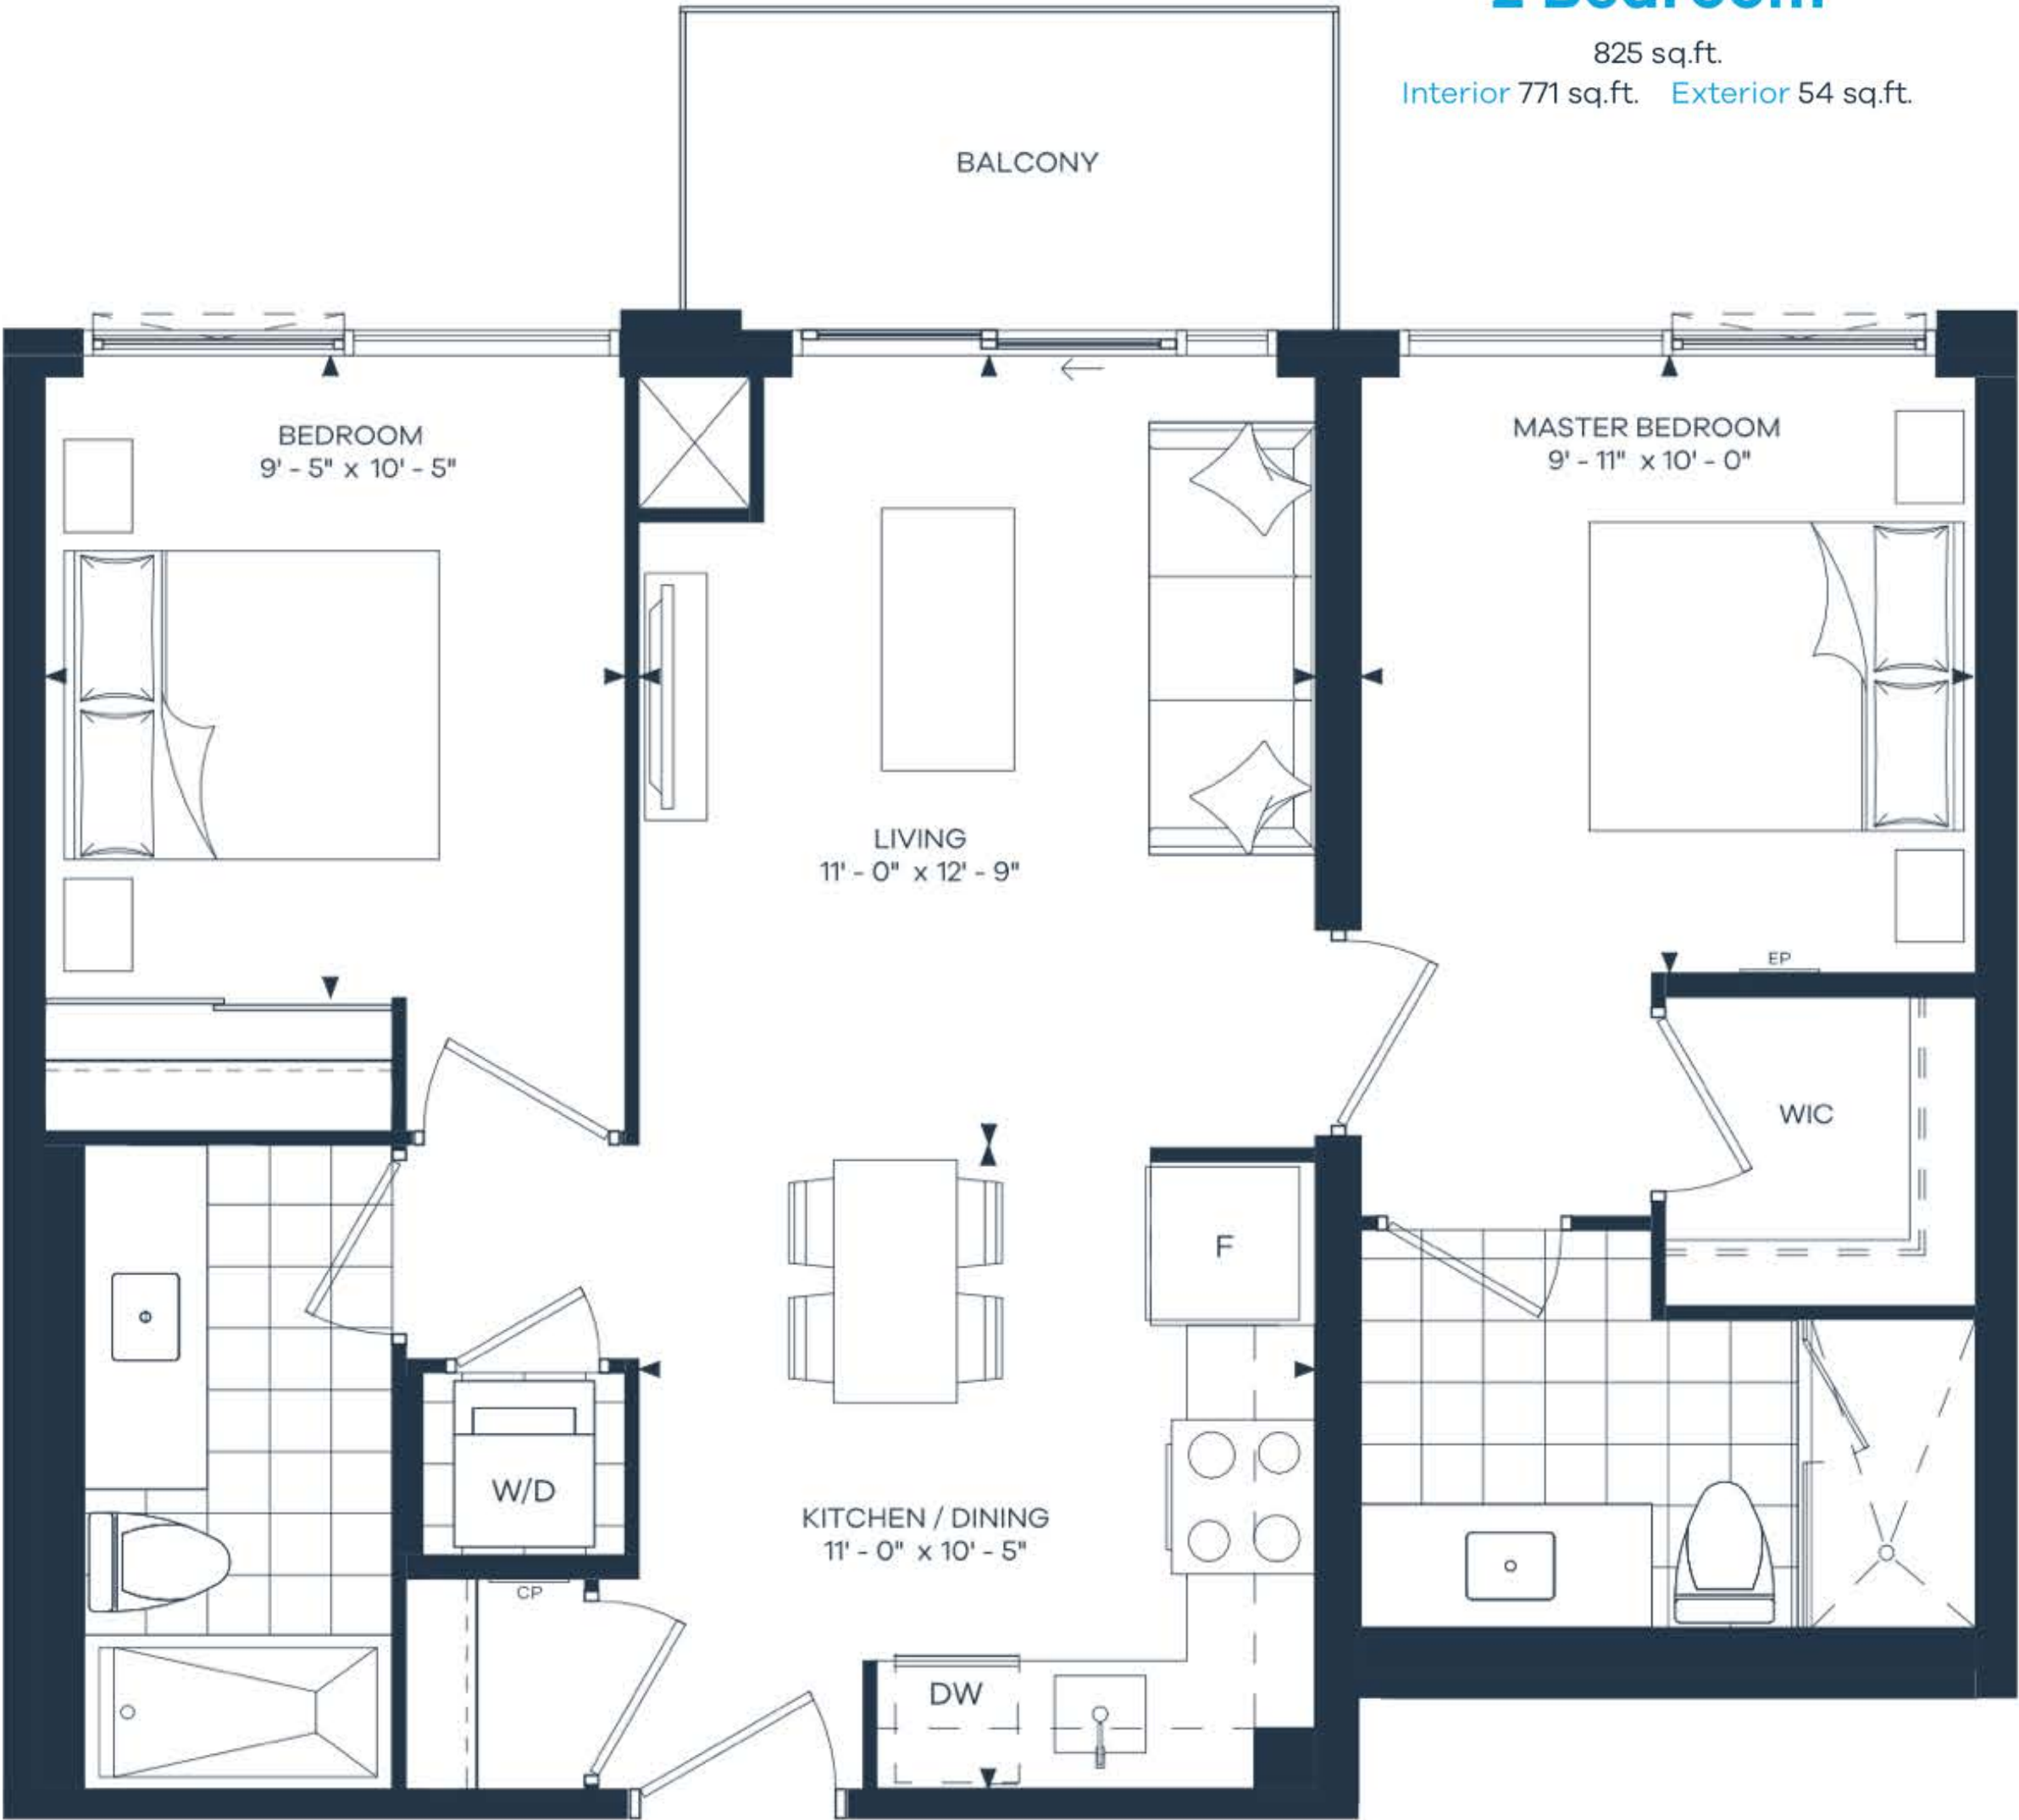 Bedroom
825 sq.ft.
Interior 771 sq.ft. Exterior 54 sq.ft.
BALCONY
BEDROOM
9' - 5" x 10' - 5"
MASTER BEDROOM
9' - 11" x 10' - 0"
LIVING
11' - 0" x 12' - 9"
EP
WIC
F
W/D
KITCHEN / DINING
11' - 0" x 10' - 5"
CP
DW